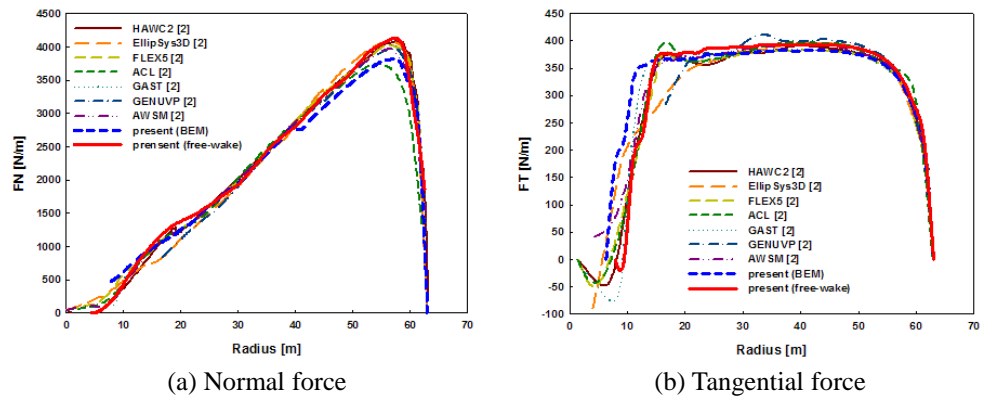 4500
4000
3500
3000
2500
2000
1500
1000
500
0
FN [N/m]
HAWC2 [2]
EllipSys3D [2]
FLEX5 [2]
ACL [2]
GAST [2]
GENUVP [2]
AWSM [2]
present (BEM)
prensent (free-wake)
0 10 20 30 40 50 60 70
Radius [m]
(a) Normal force
450
400
350
300
250
200
150
100
50
0
-50
-100
FT [N/m]
HAWC2 [2]
EllipSys3D [2]
FLEX5 [2]
ACL [2]
GAST [2]
GENUVP [2]
AWSM [2]
present (BEM)
present (free-wake)
0 10 20 30 40 50 60 70
Radius [m]
(b) Tangential force